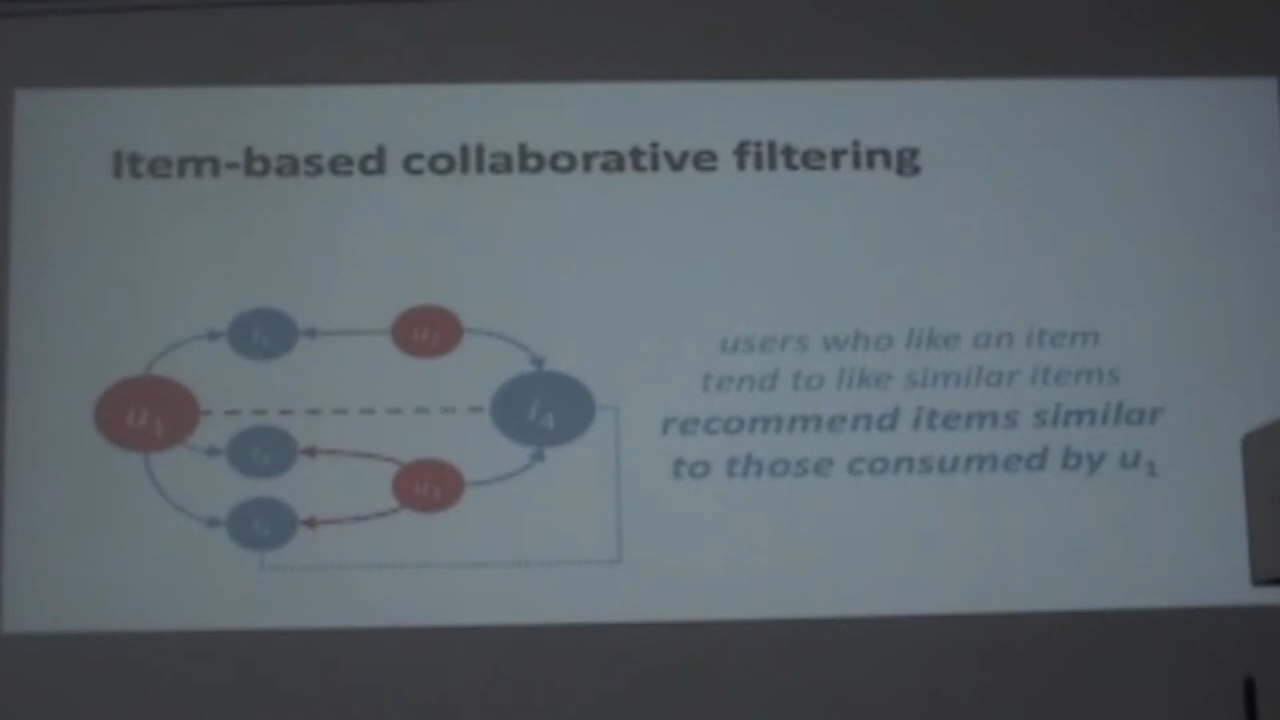 Item-based collaborative filtering
users who like an item
tend to like similar items
recommend items similar
to those consumed by u₁
u₁
i₄